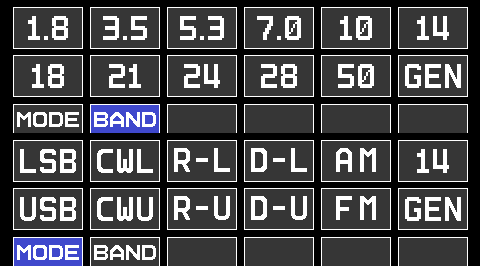 1.8 3.5 5.3 7.0 10 14
18 21 24 28 50 GEN
MODE BAND
LSB CWL R-L D-L AM 14
USB CWU R-U D-U FM GEN
MODE BAND